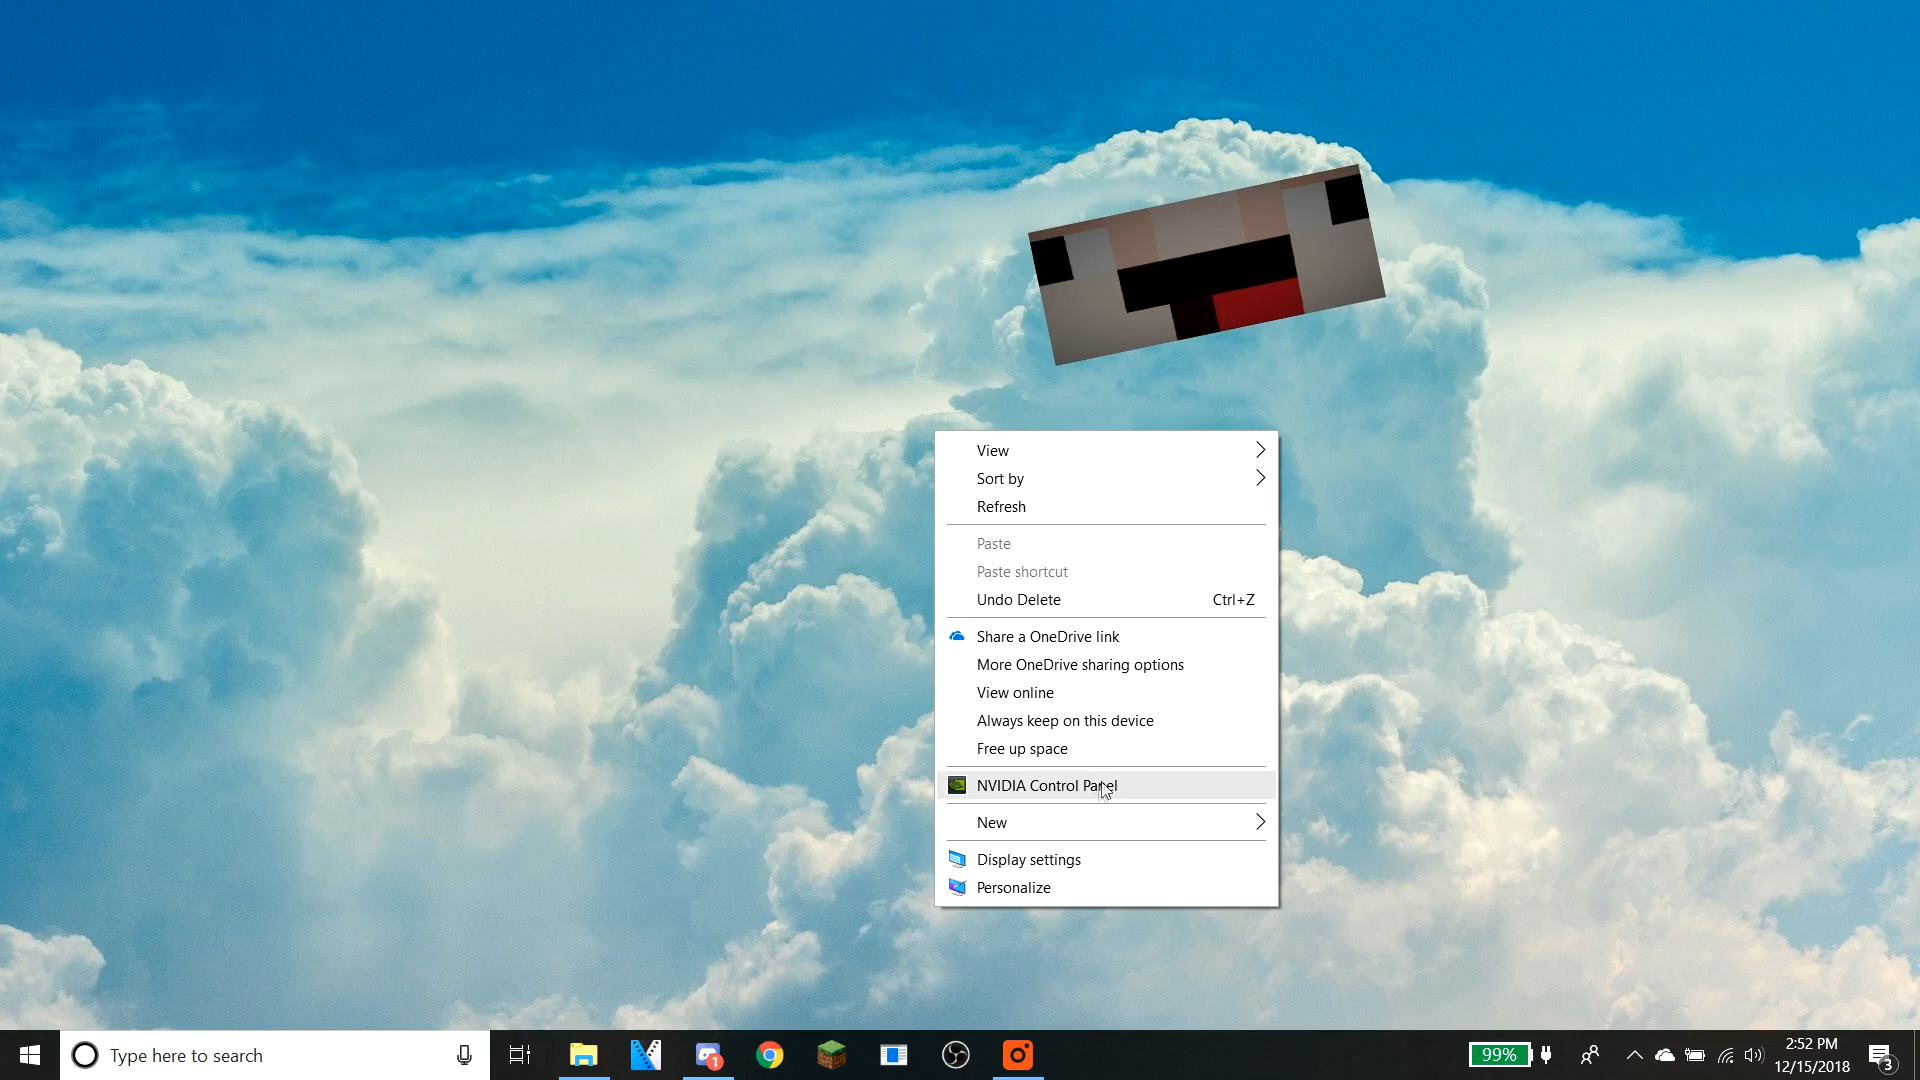 View
Sort by
Refresh
Paste
Paste shortcut
Undo Delete Ctrl+Z
Share a OneDrive link
More OneDrive sharing options
View online
Always keep on this device
Free up space
NVIDIA Control Panel
New
Display settings
Personalize
Type here to search
1
99%
2:52 PM
12/15/2018
3